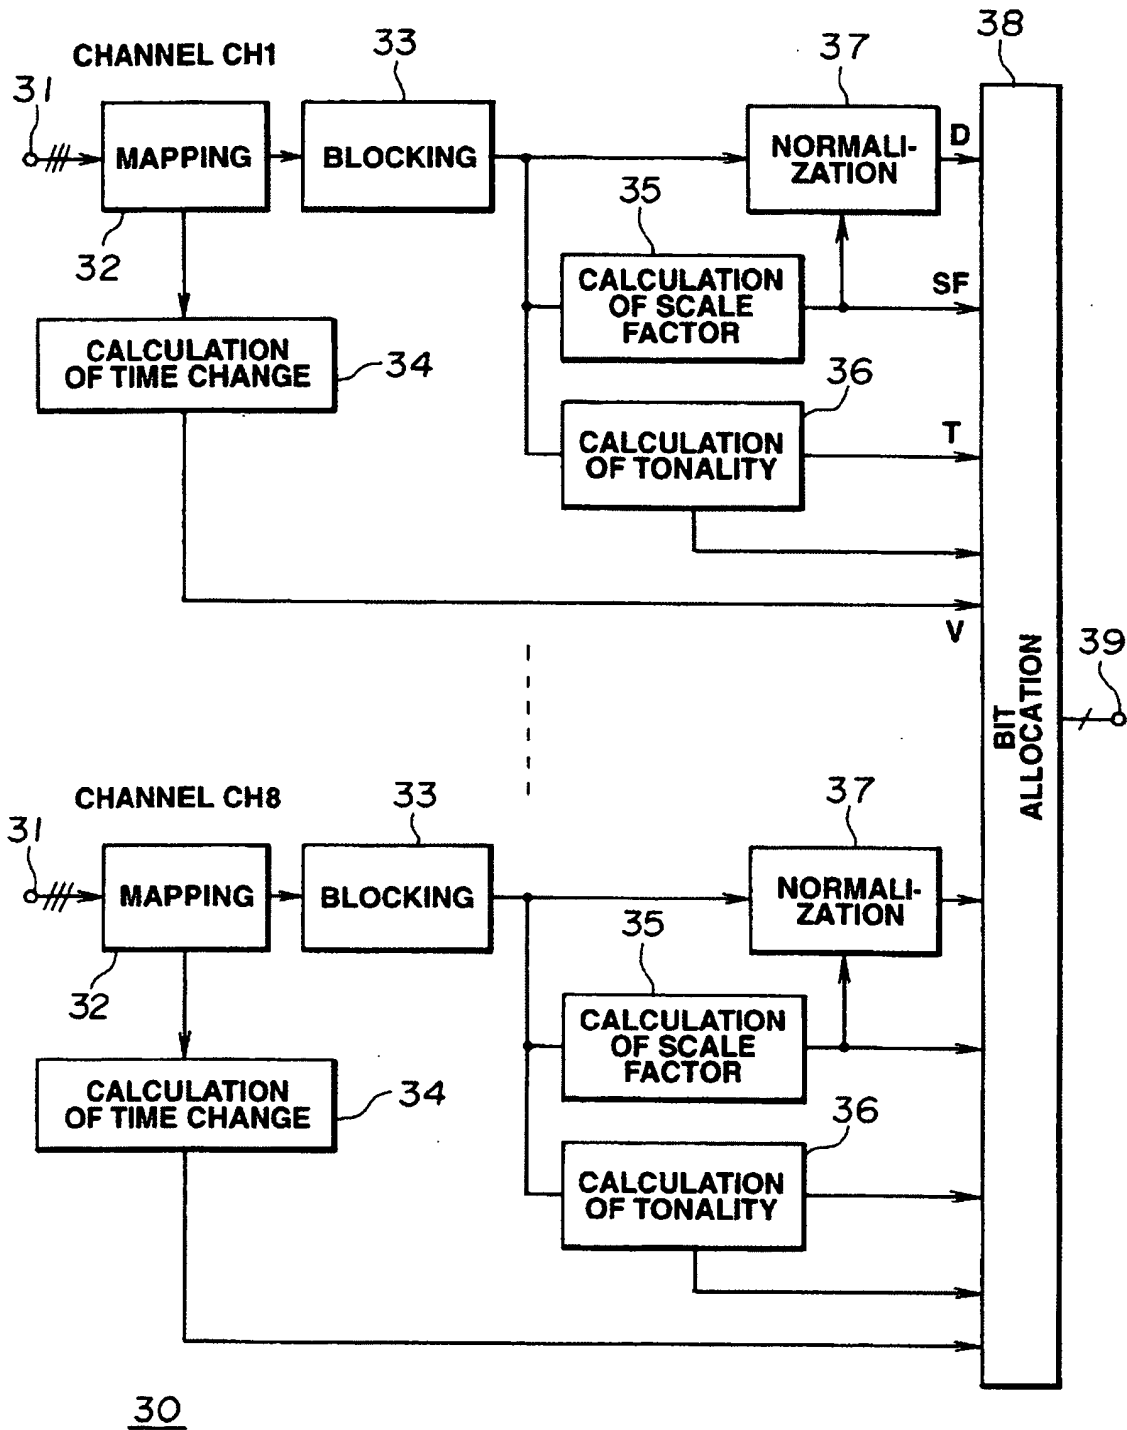 38
33
37
CHANNEL CH1
31
MAPPING
BLOCKING
NORMALI-
ZATION
D
35
32
CALCULATION
OF SCALE
FACTOR
SF
CALCULATION
OF TIME CHANGE
34
36
CALCULATION
OF TONALITY
T
V
39
BIT
ALLOCATION
CHANNEL CH8
33
37
31
MAPPING
BLOCKING
NORMALI-
ZATION
35
32
CALCULATION
OF SCALE
FACTOR
CALCULATION
OF TIME CHANGE
34
36
CALCULATION
OF TONALITY
30